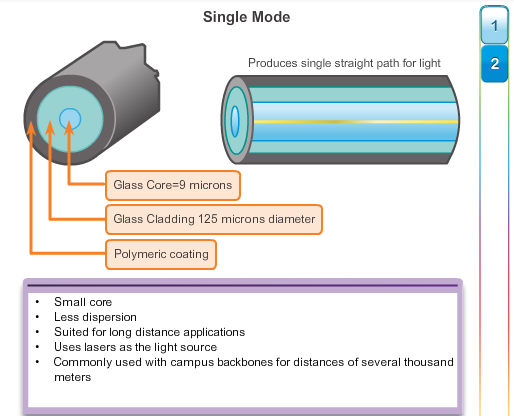 Single Mode
1
2
Produces single straight path for light
Glass Core=9 microns
Glass Cladding 125 microns diameter
Polymeric coating
• Small core
• Less dispersion
• Suited for long distance applications
• Uses lasers as the light source
• Commonly used with campus backbones for distances of several thousand
meters